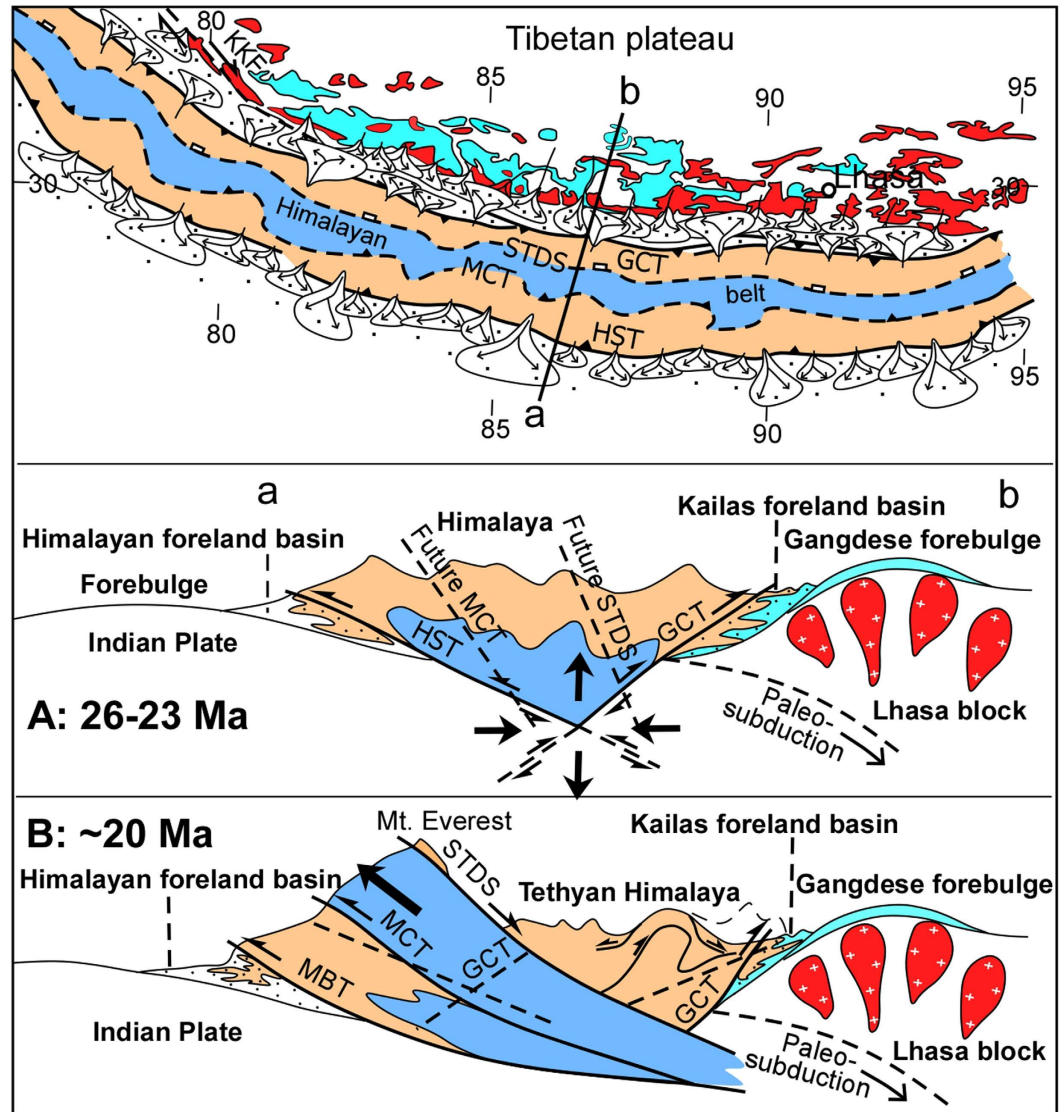 Tibetan plateau
80
KKF
85
b
90
95
30
Lhasa
30
Himalayan
STDS
GCT
MCT
belt
HST
80
85
a
90
95
a
b
Himalayan foreland basin
Himalaya
Kailas foreland basin
Gangdese forebulge
Forebulge
Future MCT
Future STDS
GCT
HST
Indian Plate
Paleo-
subduction
Lhasa block
A: 26-23 Ma
B: ~20 Ma
Mt. Everest
Kailas foreland basin
Himalayan foreland basin
STDS
Tethyan Himalaya
Gangdese forebulge
MCT
GCT
MBT
GCT
Indian Plate
Paleo-
subduction
Lhasa block